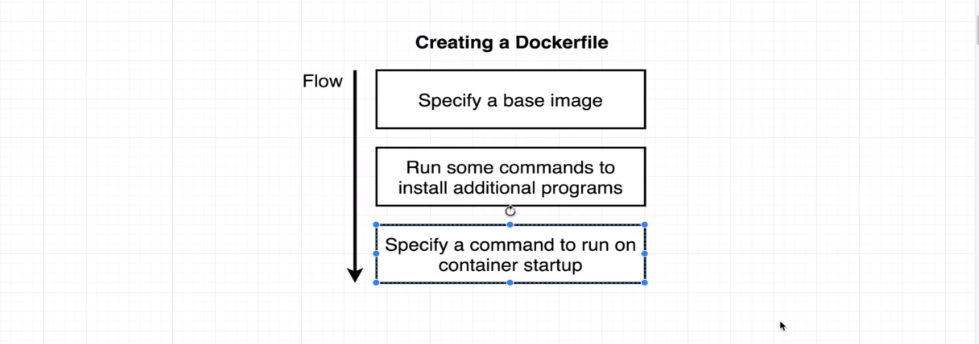 Creating a Dockerfile
Flow
Specify a base image
Run some commands to
install additional programs
Specify a command to run on
container startup